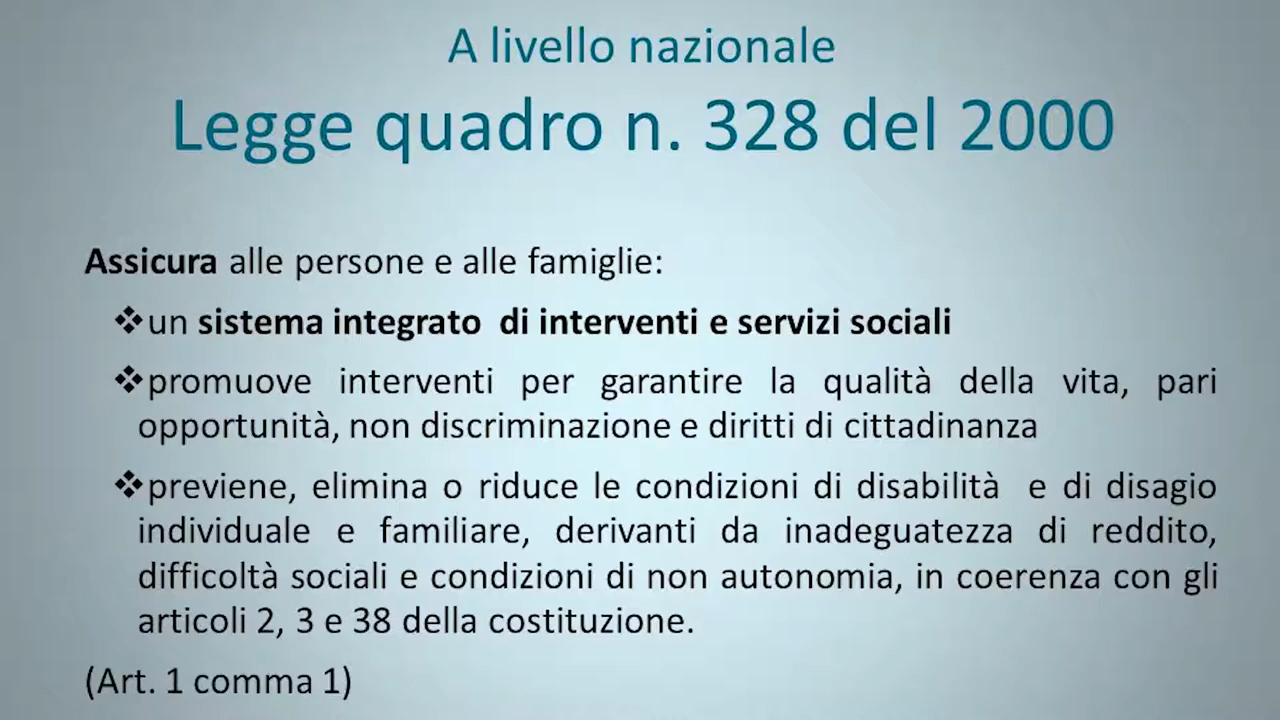 A livello nazionale
Legge quadro n. 328 del 2000
Assicura alle persone e alle famiglie:
❖un sistema integrato  di interventi e servizi sociali
❖promuove interventi per garantire la qualità della vita, pari
opportunità, non discriminazione e diritti di cittadinanza
❖previene, elimina o riduce le condizioni di disabilità  e di disagio
individuale e familiare, derivanti da inadeguatezza di reddito,
difficoltà sociali e condizioni di non autonomia, in coerenza con gli
articoli 2, 3 e 38 della costituzione.
(Art. 1 comma 1)